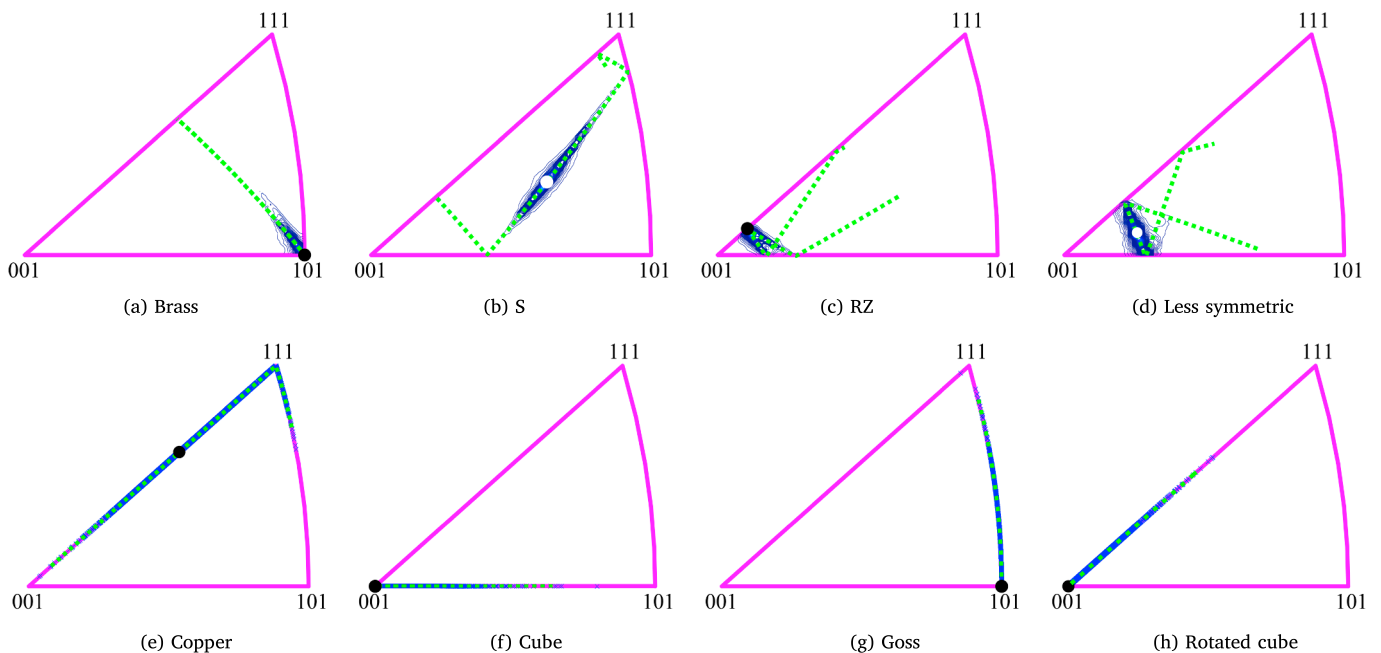 111 111 111 111
001 101 001 101 001 101 001 101
(a) Brass (b) S (c) RZ (d) Less symmetric
111 111 111 111
001 101 001 101 001 101 001 101
(e) Copper (f) Cube (g) Goss (h) Rotated cube